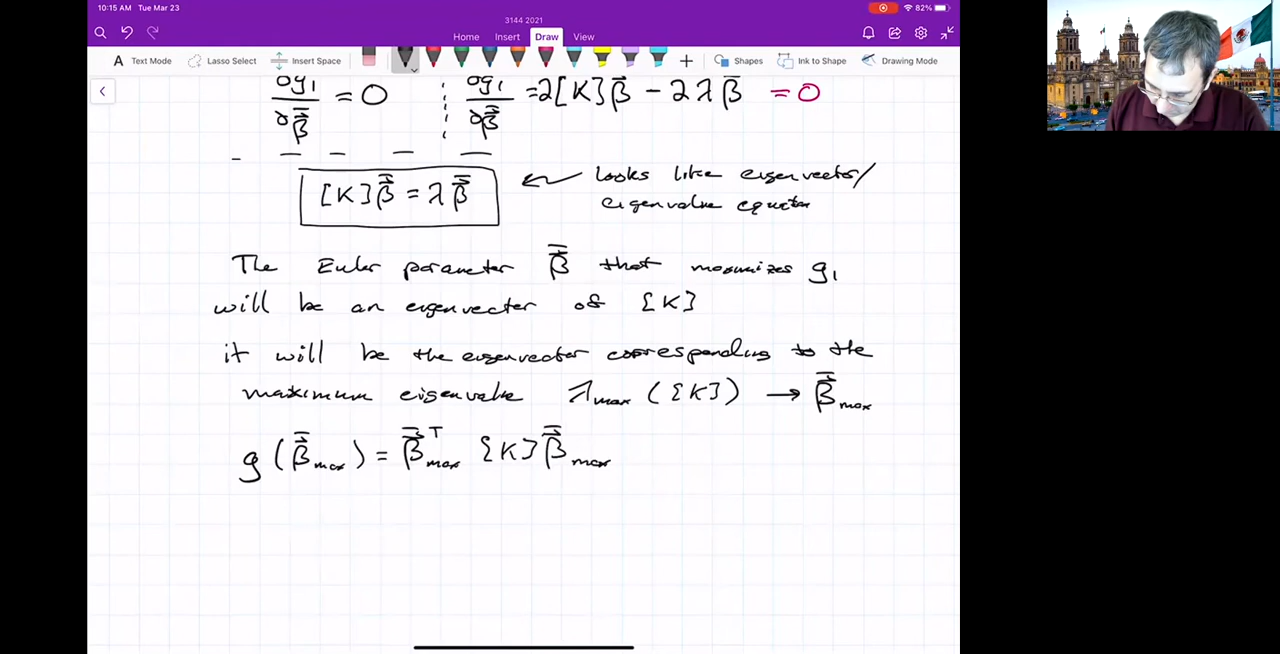 10:15 AM Tue Mar 23
82%
3144 2021
Home Insert Draw View
A Text Mode Lasso Select Insert Space Shapes Ink to Shape Drawing Mode
∂g₁/∂β̄ = 0 ∂g₁/∂β̄ = 2[K]β̄ - 2λβ̄ = 0
[K]β̄ = λβ̄ ← looks like eigenvector/
eigenvalue equation
The Euler parameter β̄ that maximizes g₁
will be an eigenvector of [K]
it will be the eigenvector corresponding to the
maximum eigenvalue λmax ([K]) → β̄max
g(β̄max) = β̄ᵀmax [K]β̄max